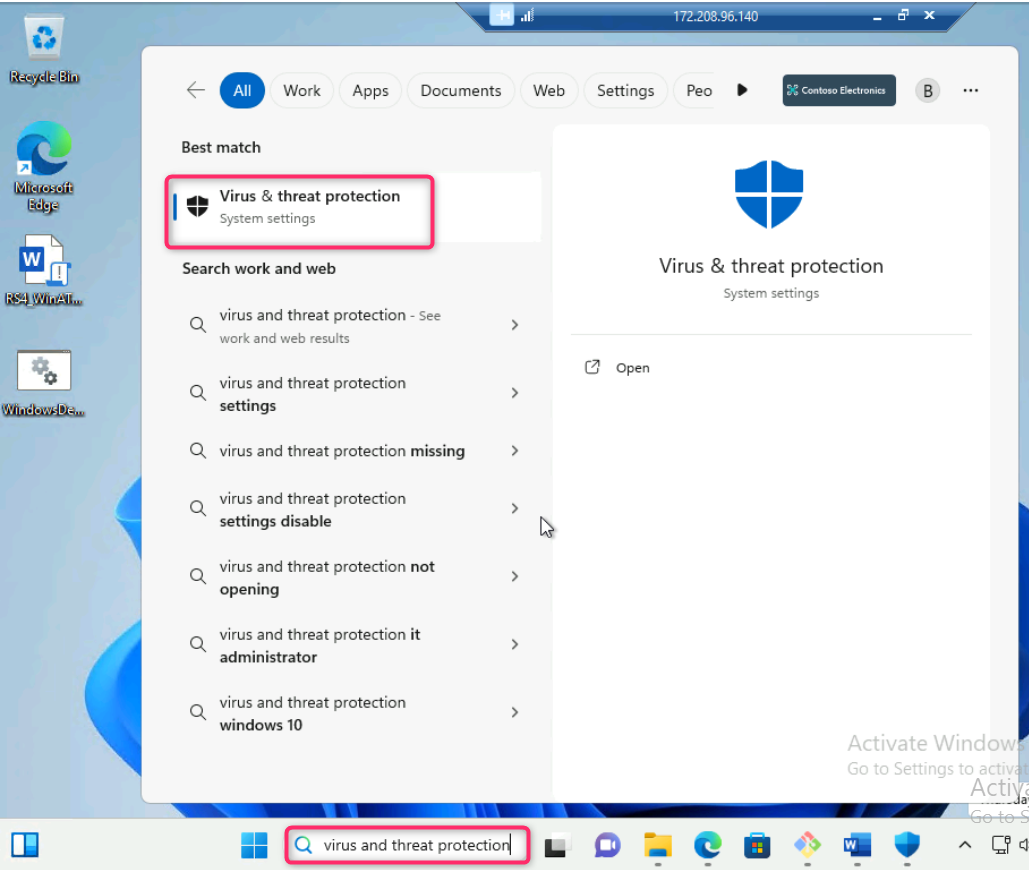 172.208.96.140
Recycle Bin
All
Work
Apps
Documents
Web
Settings
Peo
Contoso Electronics
B
Best match
Virus & threat protection
System settings
Microsoft
Edge
Virus & threat protection
System settings
Search work and web
RS4_WinAT...
virus and threat protection - See
work and web results
Open
virus and threat protection
settings
WindowsDe...
virus and threat protection missing
virus and threat protection
settings disable
virus and threat protection not
opening
virus and threat protection it
administrator
virus and threat protection
windows 10
Activate Windows
Go to Settings to activat
Activa
Go to S
virus and threat protection